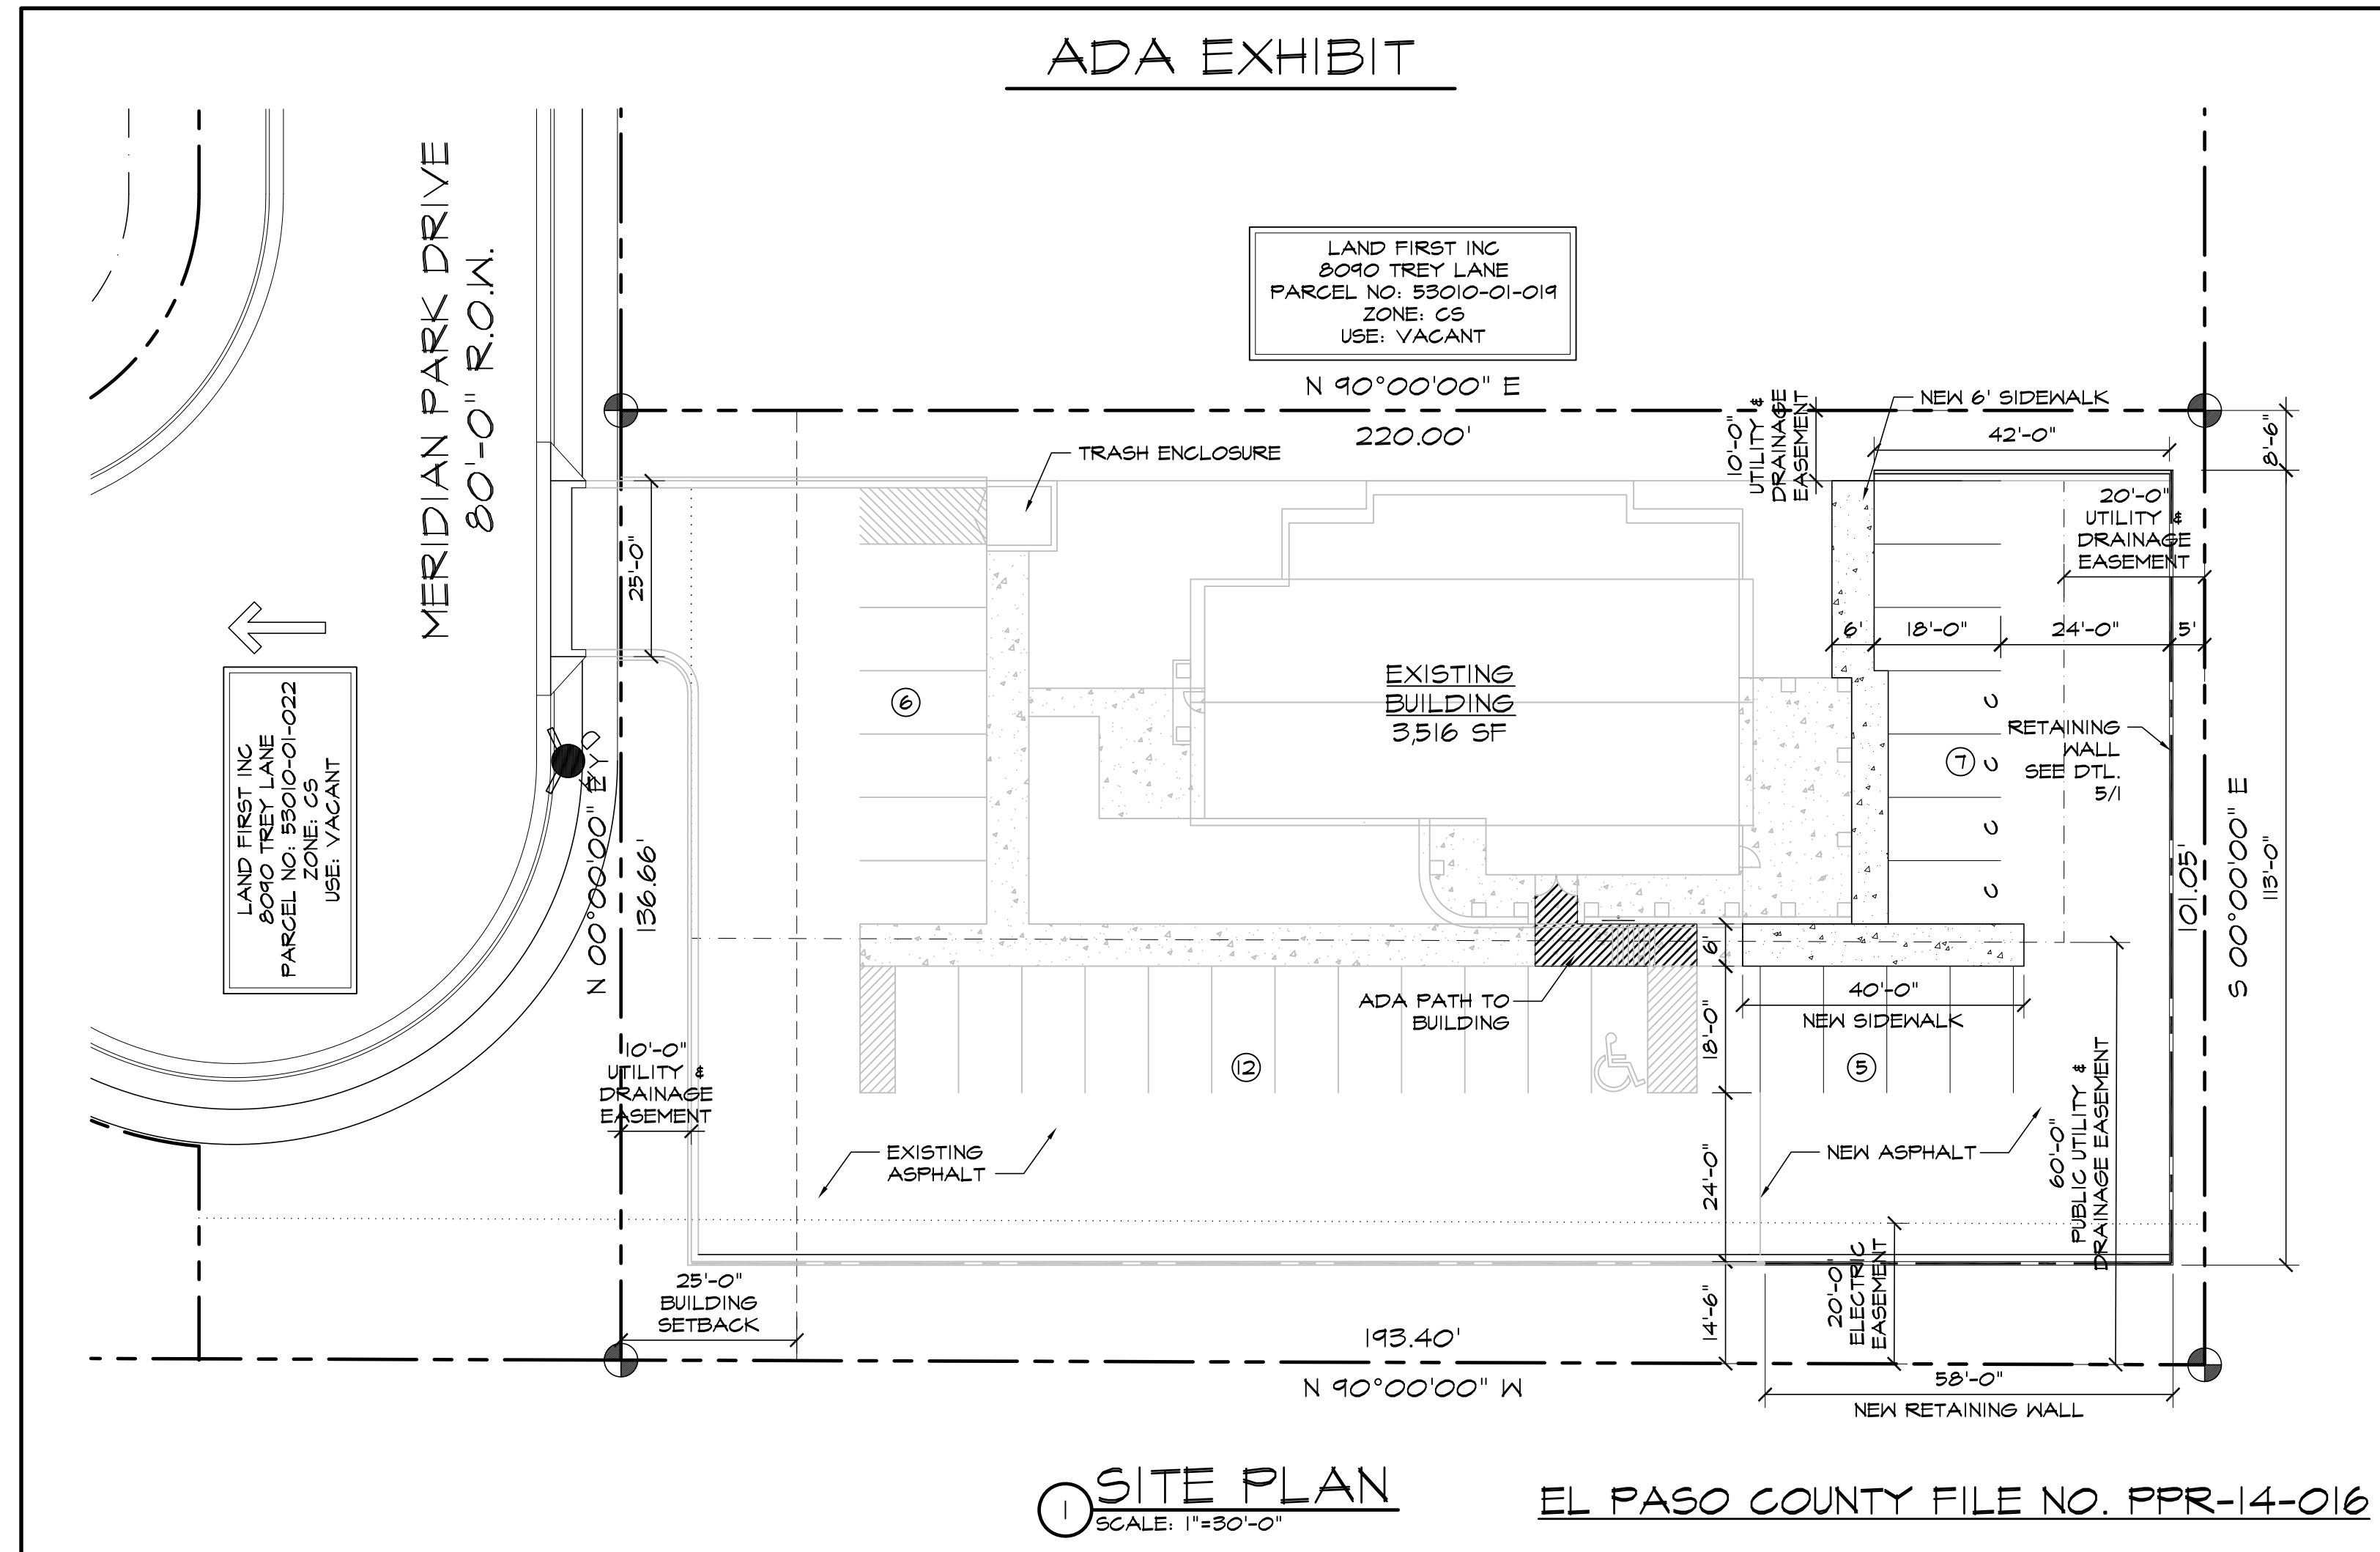 ADA EXHIBIT
MERIDIAN PARK DRIVE
80'-0" R.O.W.
LAND FIRST INC
8090 TREY LANE
PARCEL NO: 53010-01-019
ZONE: CS
USE: VACANT
N 90°00'00" E
220.00'
TRASH ENCLOSURE
10'-0"
UTILITY &
DRAINAGE
EASEMENT
NEW 6' SIDEWALK
42'-0"
8'-6"
20'-0"
UTILITY &
DRAINAGE
EASEMENT
25'-0"
6'
18'-0"
24'-0"
5'
LAND FIRST INC
8090 TREY LANE
PARCEL NO: 53010-01-022
ZONE: CS
USE: VACANT
6
EXISTING
BUILDING
3,516 SF
C
C
C
C
7
RETAINING
WALL
SEE DTL.
5/1
N 00°00'00" E
136.66'
101.05'
S 00°00'00" E
113'-0"
6'
ADA PATH TO
BUILDING
40'-0"
NEW SIDEWALK
18'-0"
12
5
10'-0"
UTILITY &
DRAINAGE
EASEMENT
EXISTING
ASPHALT
24'-0"
NEW ASPHALT
60'-0"
PUBLIC UTILITY &
DRAINAGE EASEMENT
25'-0"
BUILDING
SETBACK
14'-6"
20'-0"
ELECTRIC
EASEMENT
193.40'
N 90°00'00" W
58'-0"
NEW RETAINING WALL
1
SITE PLAN
SCALE: 1"=30'-0"
EL PASO COUNTY FILE NO. PPR-14-016